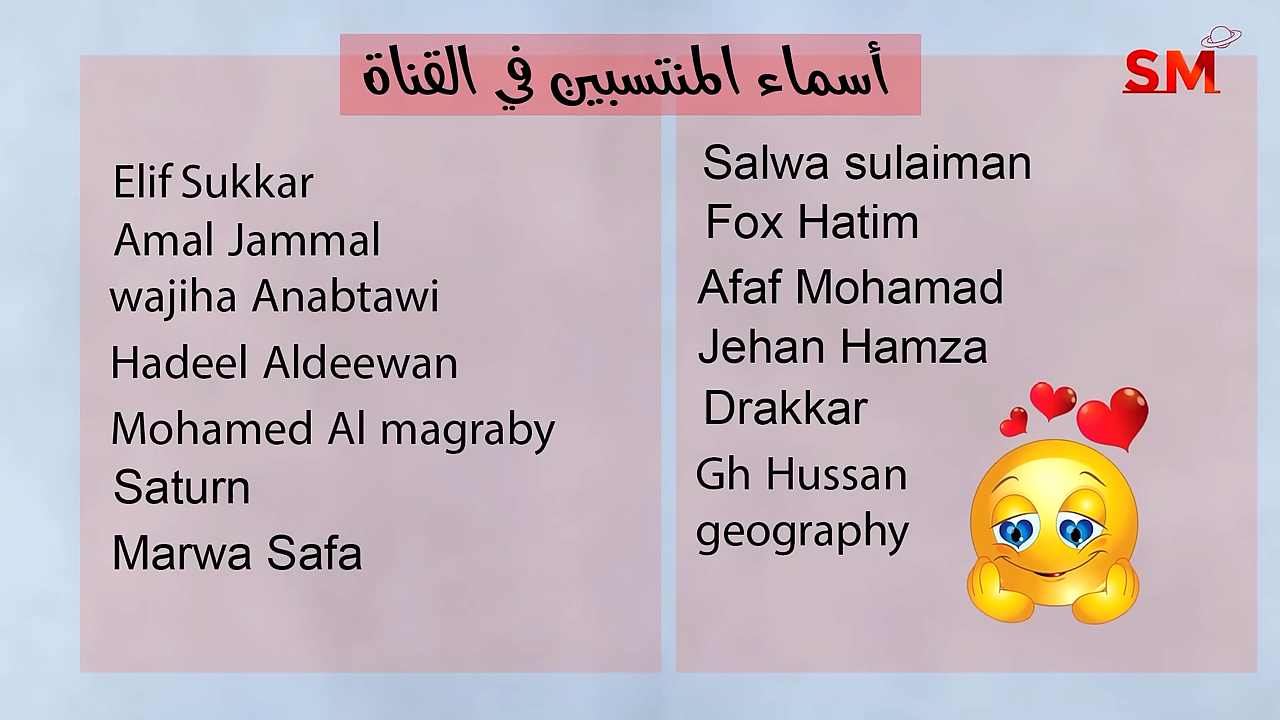 أسماء المنتسبين في القناة
SM
Elif Sukkar
Amal Jammal
wajiha Anabtawi
Hadeel Aldeewan
Mohamed Al magraby
Saturn
Marwa Safa
Salwa sulaiman
Fox Hatim
Afaf Mohamad
Jehan Hamza
Drakkar
Gh Hussan
geography